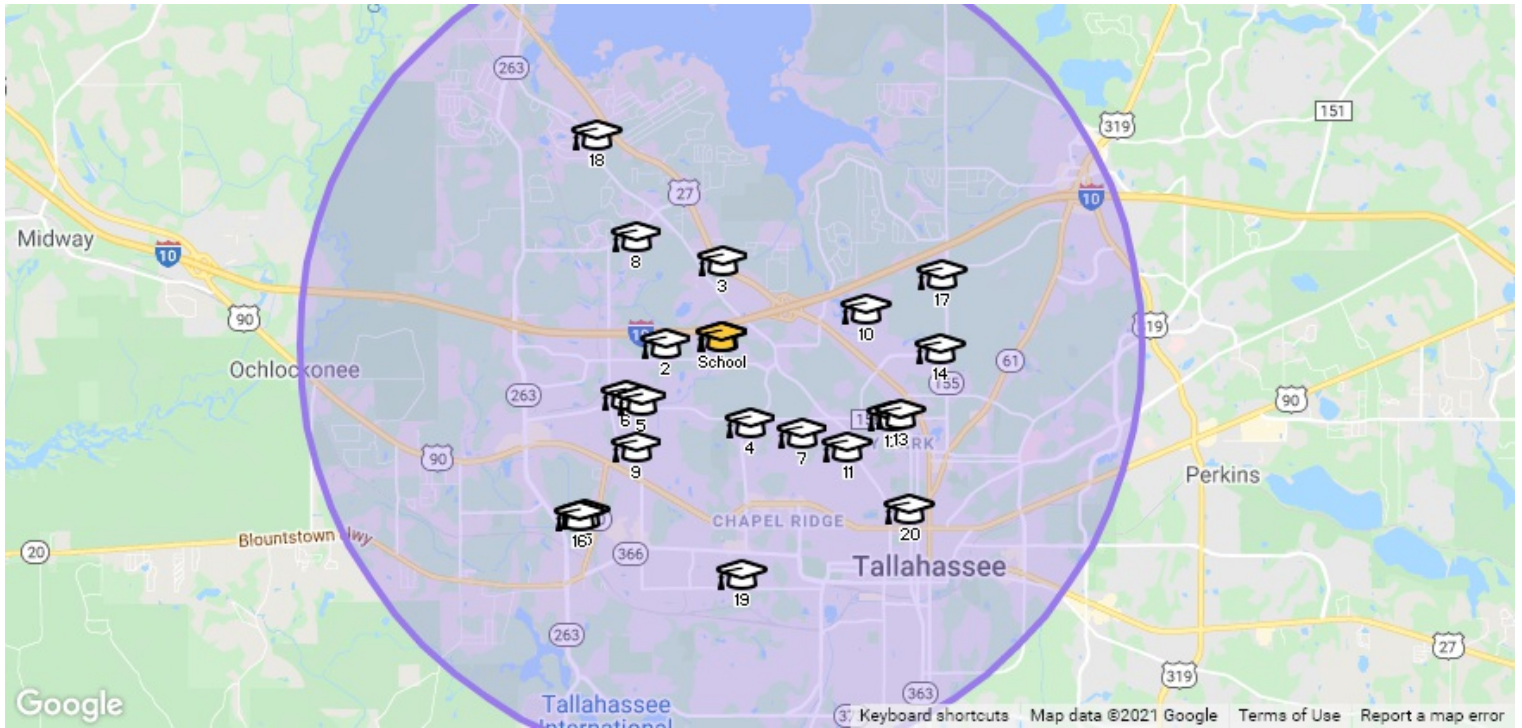 263
319
151
18
27
10
Midway
10
8
3
17
90
10
319
2
School
14
Ochlockonee
61
155
263
90
6
5
4
13
7
11
9
90
Perkins
CHAPEL RIDGE
20
20
Blountstown Hwy
16
366
Tallahassee
19
263
27
319
363
Tallahassee
International
Google
Keyboard shortcuts
Map data ©2021 Google
Terms of Use
Report a map error